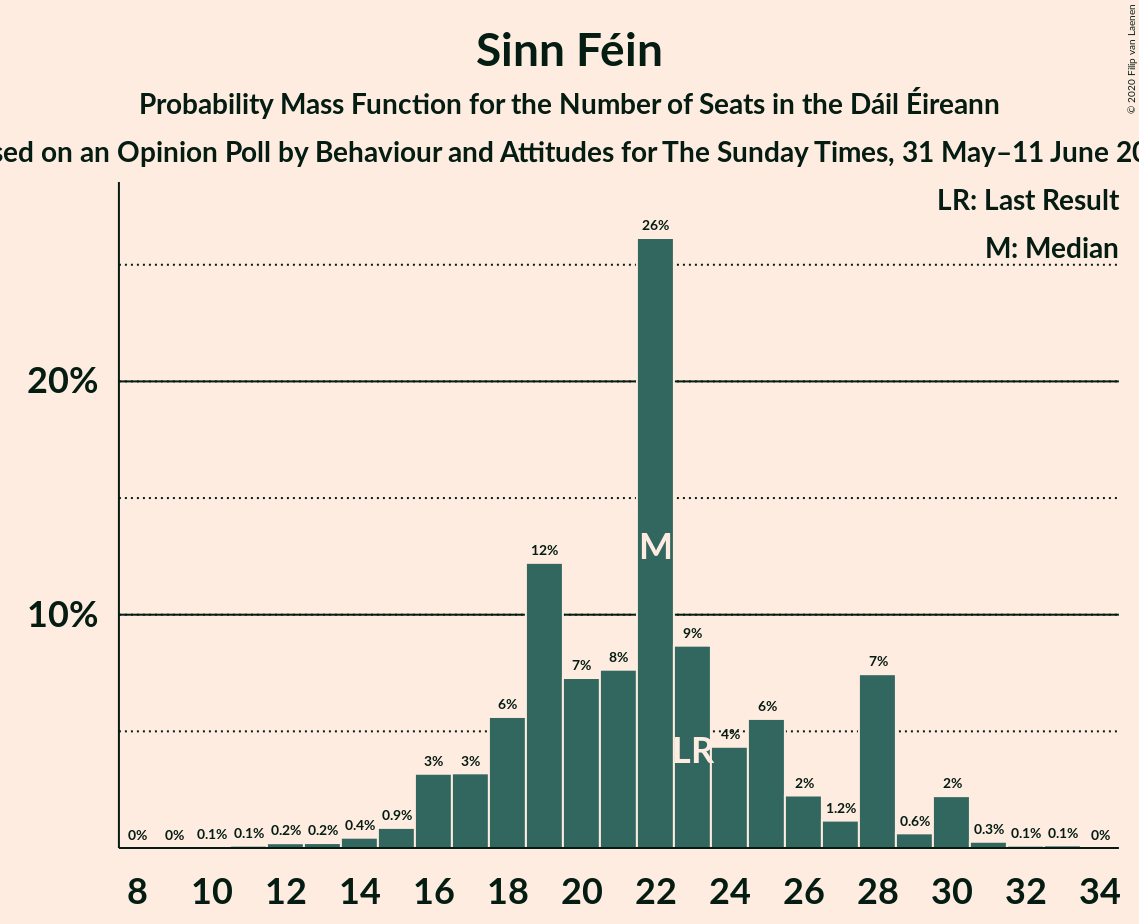 Sinn Féin
Probability Mass Function for the Number of Seats in the Dáil Éireann
on an Opinion Poll by Behaviour and Attitudes for The Sunday Times, 31 May–11 June
© 2020 Filip van Laenen
LR: Last Result
M: Median
20%
10%
0% 0% 0.1% 0.1% 0.2% 0.2% 0.4% 0.9% 3% 3% 6% 12% 7% 8% 26% 9% 4% 6% 2% 1.2% 7% 0.6% 2% 0.3% 0.1% 0.1% 0%
M
LR
8 10 12 14 16 18 20 22 24 26 28 30 32 34